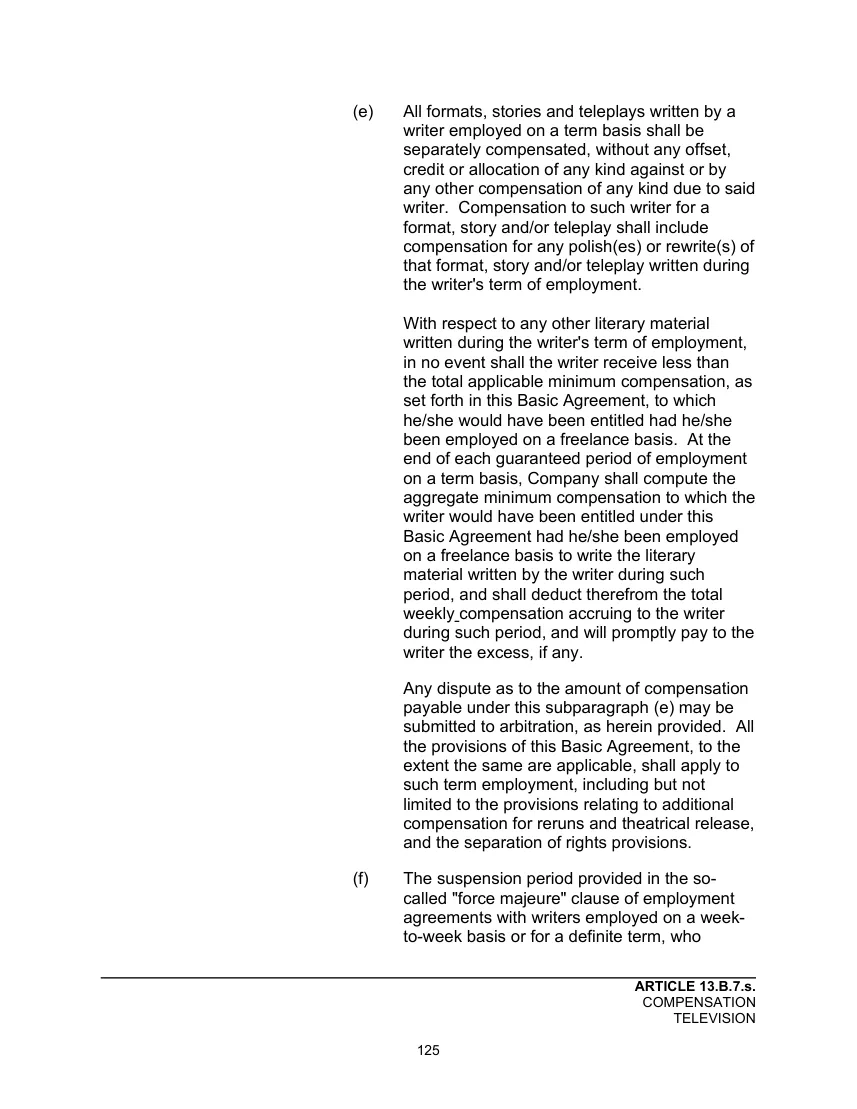 (e) All formats, stories and teleplays written by a
writer employed on a term basis shall be
separately compensated, without any offset,
credit or allocation of any kind against or by
any other compensation of any kind due to said
writer.  Compensation to such writer for a
format, story and/or teleplay shall include
compensation for any polish(es) or rewrite(s) of
that format, story and/or teleplay written during
the writer's term of employment.
With respect to any other literary material
written during the writer's term of employment,
in no event shall the writer receive less than
the total applicable minimum compensation, as
set forth in this Basic Agreement, to which
he/she would have been entitled had he/she
been employed on a freelance basis.  At the
end of each guaranteed period of employment
on a term basis, Company shall compute the
aggregate minimum compensation to which the
writer would have been entitled under this
Basic Agreement had he/she been employed
on a freelance basis to write the literary
material written by the writer during such
period, and shall deduct therefrom the total
weekly compensation accruing to the writer
during such period, and will promptly pay to the
writer the excess, if any.
Any dispute as to the amount of compensation
payable under this subparagraph (e) may be
submitted to arbitration, as herein provided.  All
the provisions of this Basic Agreement, to the
extent the same are applicable, shall apply to
such term employment, including but not
limited to the provisions relating to additional
compensation for reruns and theatrical release,
and the separation of rights provisions.
(f) The suspension period provided in the so-
called "force majeure" clause of employment
agreements with writers employed on a week-
to-week basis or for a definite term, who
ARTICLE 13.B.7.s.
COMPENSATION
TELEVISION
125